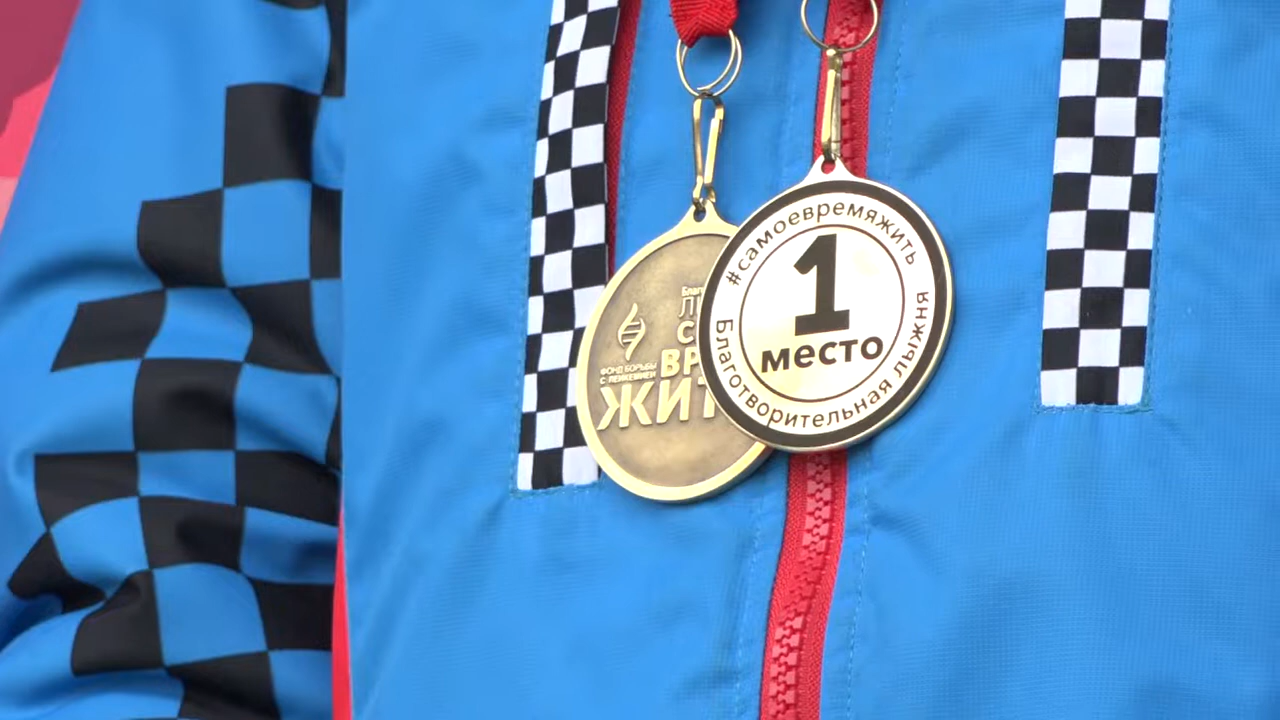 ФОНД БОРЬБЫ
С ЛЕЙКЕМИЕЙ
ЖИТ
#самоевремяжить
1
место
Благотворительная лыжня